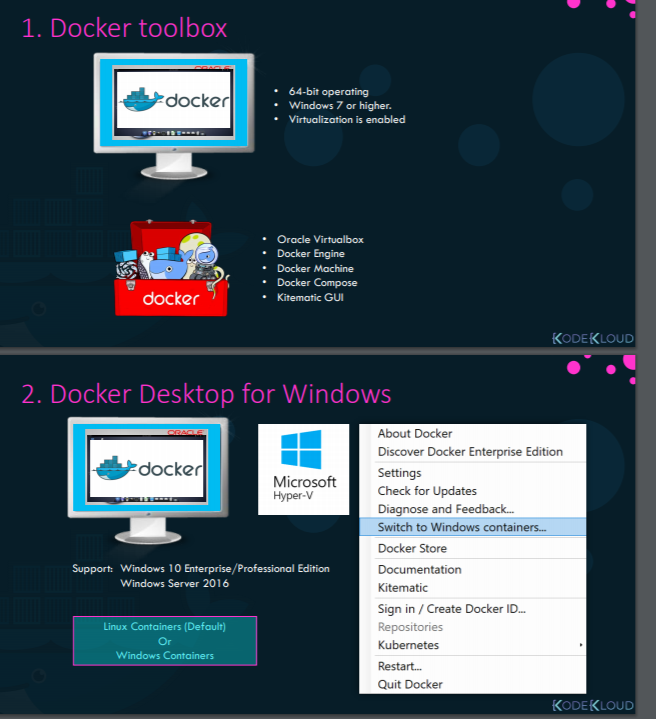 1. Docker toolbox
ORACLE
docker
• 64-bit operating
• Windows 7 or higher.
• Virtualization is enabled
docker
• Oracle Virtualbox
• Docker Engine
• Docker Machine
• Docker Compose
• Kitematic GUI
KODEKLOUD
2. Docker Desktop for Windows
ORACLE
docker
Microsoft
Hyper-V
Support: Windows 10 Enterprise/Professional Edition
Windows Server 2016
Linux Containers (Default)
Or
Windows Containers
About Docker
Discover Docker Enterprise Edition
Settings
Check for Updates
Diagnose and Feedback...
Switch to Windows containers...
Docker Store
Documentation
Kitematic
Sign in / Create Docker ID...
Repositories
Kubernetes
Restart...
Quit Docker
KODEKLOUD